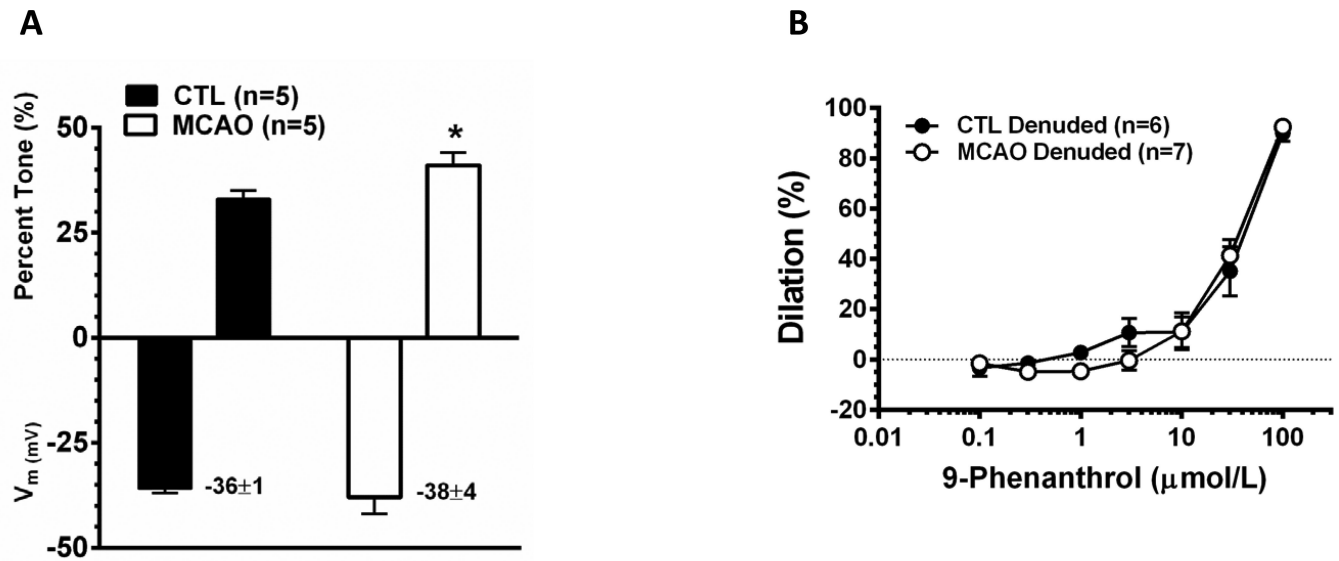 A
CTL (n=5)
MCAO (n=5)
Percent Tone (%)
50
25
0
-25
-50
*
Vm (mV)
-36±1
-38±4
B
CTL Denuded (n=6)
MCAO Denuded (n=7)
Dilation (%)
100
80
60
40
20
0
-20
0.01 0.1 1 10 100
9-Phenanthrol (μmol/L)